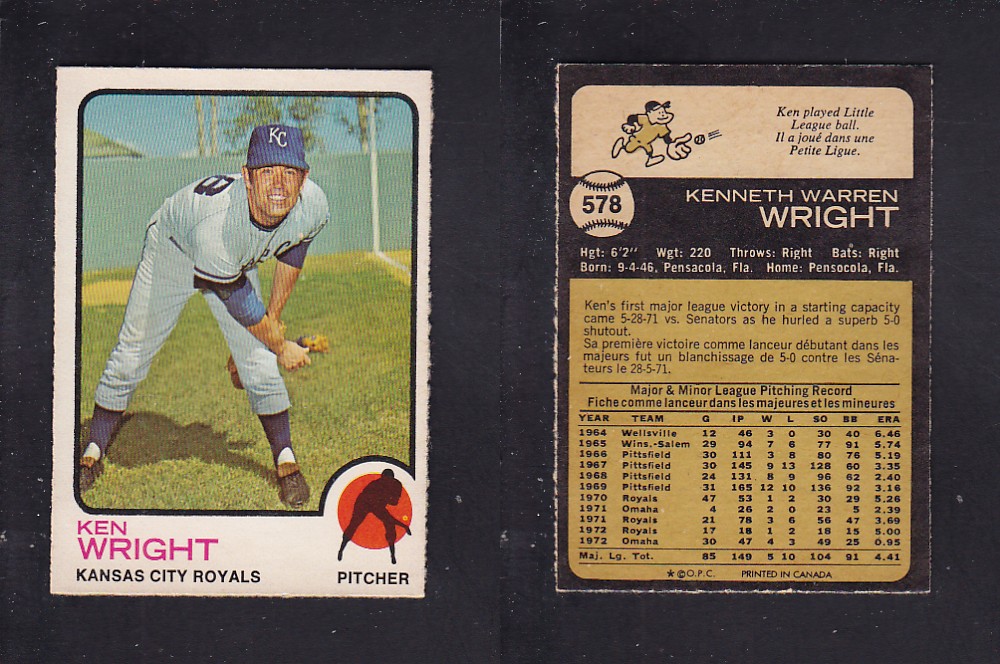 KC
8
KEN
WRIGHT
KANSAS CITY ROYALS
PITCHER
Ken played Little
League ball.
Il a joué dans une
Petite Ligue.
578
KENNETH WARREN
WRIGHT
Hgt: 6'2" Wgt: 220 Throws: Right Bats: Right
Born: 9-4-46, Pensacola, Fla. Home: Pensocola, Fla.
Ken's first major league victory in a starting capacity
came 5-28-71 vs. Senators as he hurled a superb 5-0
shutout.
Sa première victoire comme lanceur débutant dans les
majeurs fut un blanchissage de 5-0 contre les Séna-
teurs le 28-5-71.
Major & Minor League Pitching Record
Fiche comme lanceur dans les majeures et les mineures
YEAR TEAM G IP W L SO BB ERA
1964 Wellsville 12 46 3 0 30 40 6.46
1965 Wins.-Salem 29 94 7 6 77 91 5.74
1966 Pittsfield 30 111 3 8 80 76 5.19
1967 Pittsfield 30 145 9 13 128 60 3.35
1968 Pittsfield 24 131 8 9 96 62 2.40
1969 Pittsfield 31 165 12 10 136 92 3.16
1970 Royals 47 53 1 2 30 29 5.26
1971 Omaha 4 26 2 0 23 5 2.39
1971 Royals 21 78 3 6 56 47 3.69
1972 Royals 17 18 1 2 18 15 5.00
1972 Omaha 30 47 4 3 49 25 0.95
Maj. Lg. Tot. 85 149 5 10 104 91 4.41
★ © O.P.C. PRINTED IN CANADA